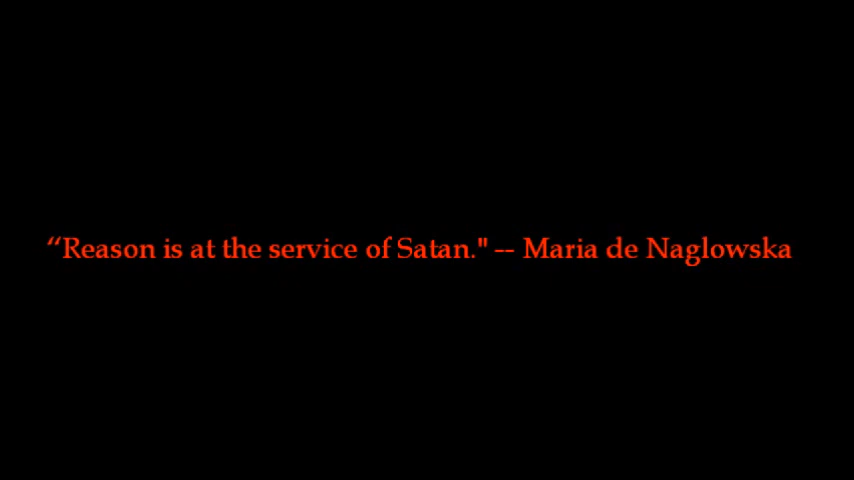 “Reason is at the service of Satan." -- Maria de Naglowska